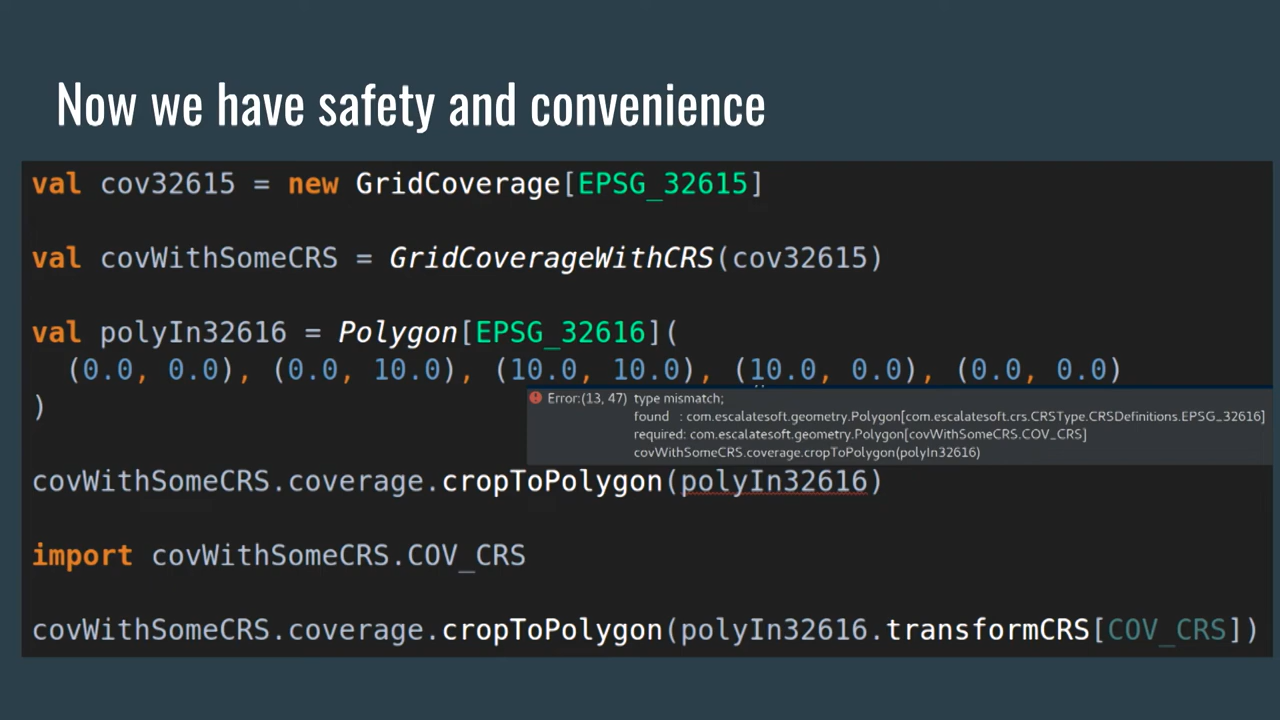 Now we have safety and convenience
val cov32615 = new GridCoverage[EPSG_32615]
val covWithSomeCRS = GridCoverageWithCRS(cov32615)
val polyIn32616 = Polygon[EPSG_32616](
(0.0, 0.0), (0.0, 10.0), (10.0, 10.0), (10.0, 0.0), (0.0, 0.0)
)
Error:(13, 47) type mismatch;
found : com.escalatesoft.geometry.Polygon[com.escalatesoft.crs.CRSType.CRSDefinitions.EPSG_32616]
required: com.escalatesoft.geometry.Polygon[covWithSomeCRS.COV_CRS]
covWithSomeCRS.coverage.cropToPolygon(polyIn32616)
covWithSomeCRS.coverage.cropToPolygon(polyIn32616)
import covWithSomeCRS.COV_CRS
covWithSomeCRS.coverage.cropToPolygon(polyIn32616.transformCRS[COV_CRS])